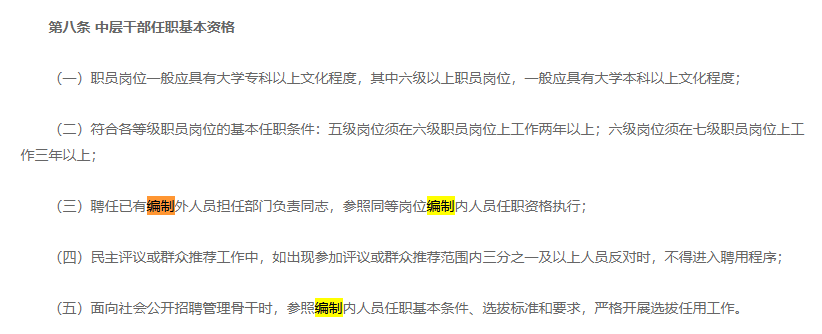 第八条 中层干部任职基本资格
（一）职员岗位一般应具有大学专科以上文化程度，其中六级以上职员岗位，一般应具有大学本科以上文化程度；
（二）符合各等级职员岗位的基本任职条件：五级岗位须在六级职员岗位上工作两年以上；六级岗位须在七级职员岗位上工
作三年以上；
（三）聘任已有编制外人员担任部门负责同志，参照同等岗位编制内人员任职资格执行；
（四）民主评议或群众推荐工作中，如出现参加评议或群众推荐范围内三分之一及以上人员反对时，不得进入聘用程序；
（五）面向社会公开招聘管理骨干时，参照编制内人员任职基本条件、选拔标准和要求，严格开展选拔任用工作。